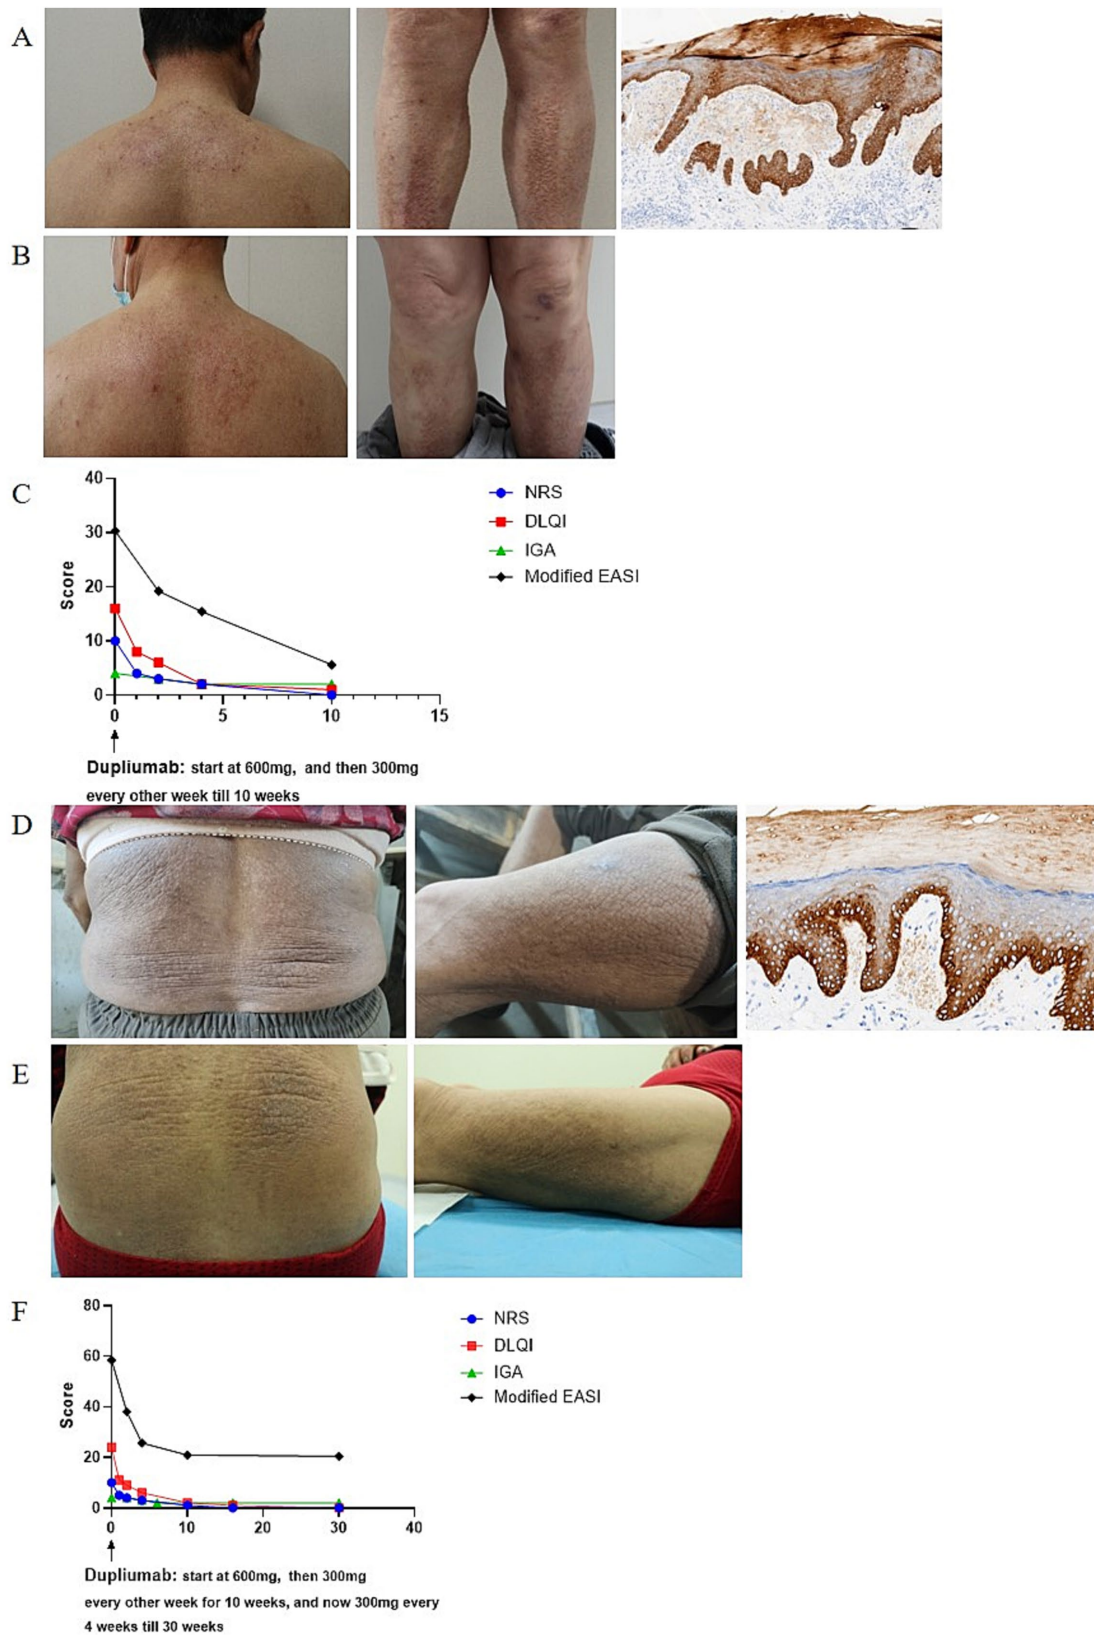 A
B
C
40
30
20
10
0
Score
0
5
10
15
NRS
DLQI
IGA
Modified EASI
Dupliumab: start at 600mg, and then 300mg
every other week till 10 weeks
D
E
F
80
60
40
20
0
Score
0
10
20
30
40
NRS
DLQI
IGA
Modified EASI
Dupliumab: start at 600mg, then 300mg
every other week for 10 weeks, and now 300mg every
4 weeks till 30 weeks